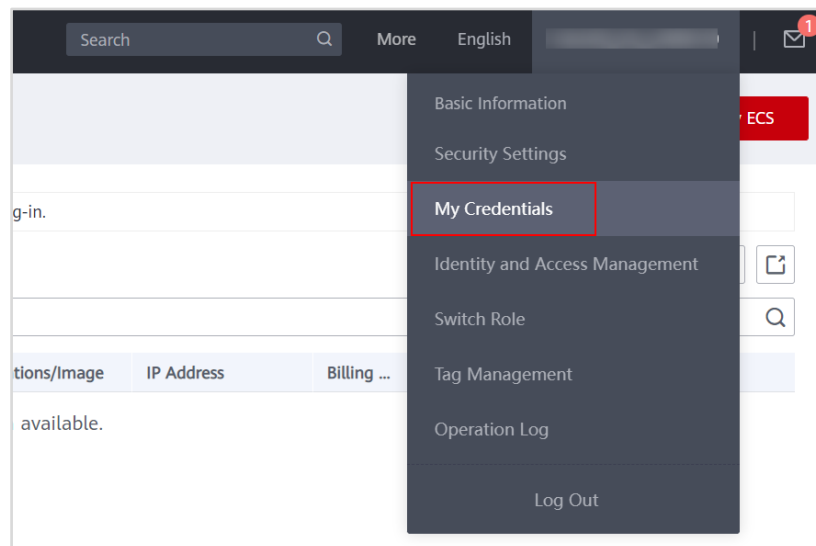 Search
More
English
1
Basic Information
ECS
Security Settings
g-in.
My Credentials
Identity and Access Management
Switch Role
tions/Image IP Address Billing ...
Tag Management
available.
Operation Log
Log Out